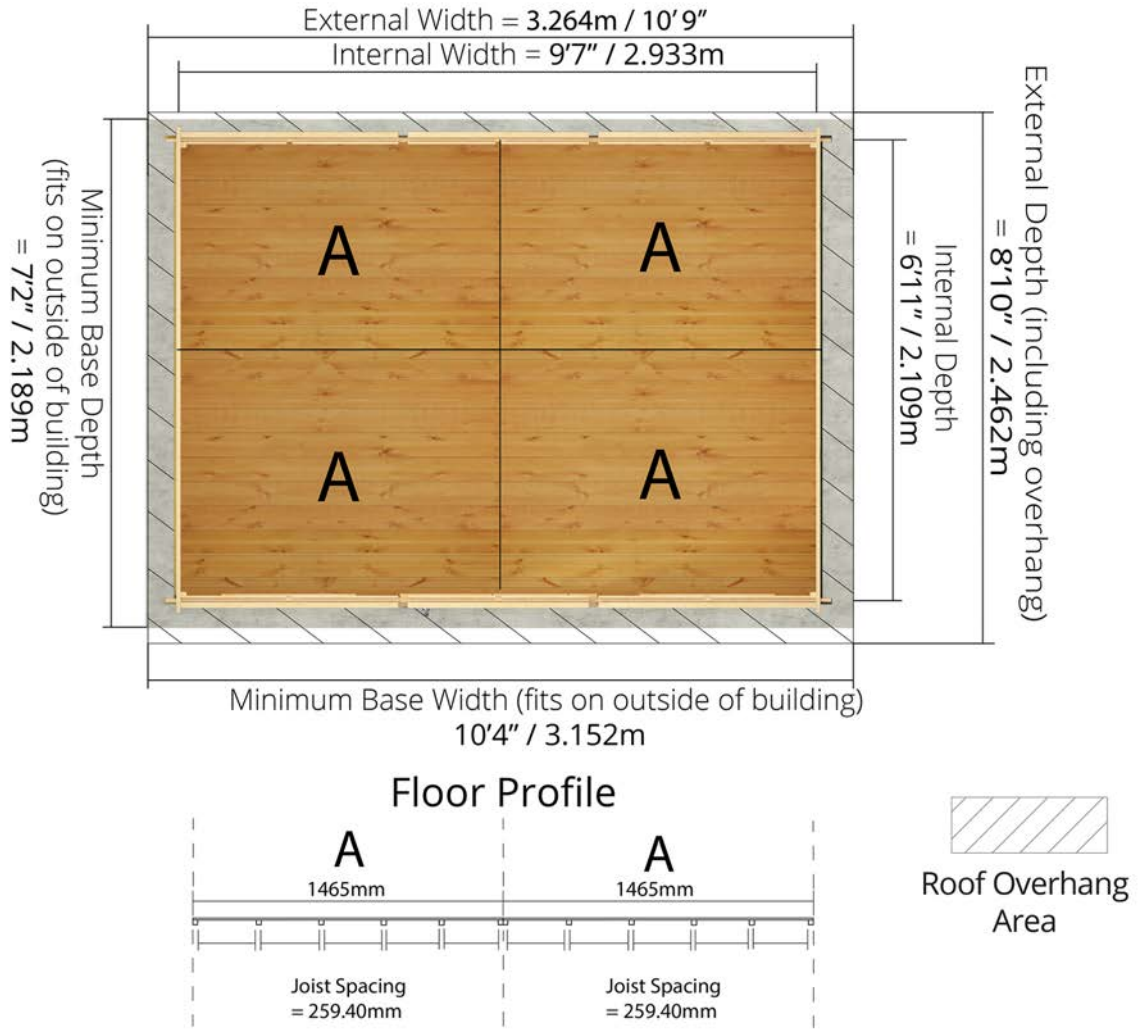 External Width = 3.264m / 10'9"
Internal Width = 9'7" / 2.933m
Minimum Base Depth
(fits on outside of building)
= 7'2" / 2.189m
A
A
A
A
Internal Depth
= 6'11" / 2.109m
External Depth (including overhang)
= 8'10" / 2.462m
Minimum Base Width (fits on outside of building)
10'4" / 3.152m
Floor Profile
A
1465mm
Joist Spacing
= 259.40mm
A
1465mm
Joist Spacing
= 259.40mm
Roof Overhang
Area